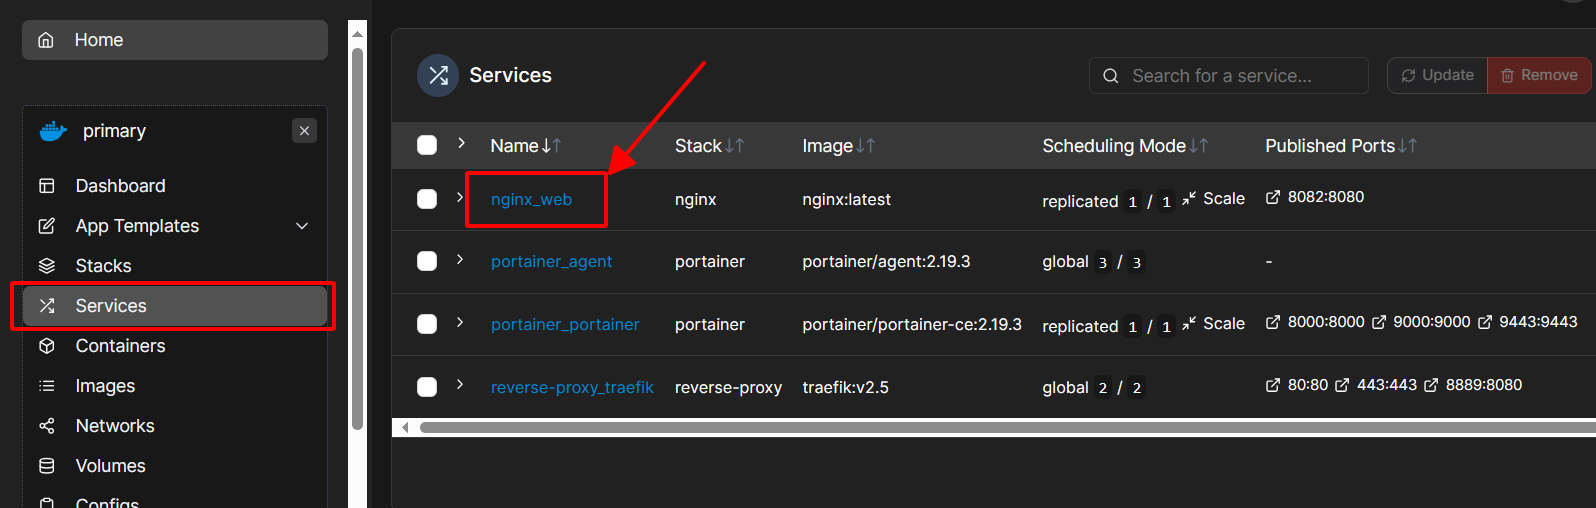 Home
primary
Dashboard
App Templates
Stacks
Services
Containers
Images
Networks
Volumes
Configs
Services
Search for a service...
Update
Remove
Name Stack Image Scheduling Mode Published Ports
nginx_web nginx nginx:latest replicated 1 / 1 Scale 8082:8080
portainer_agent portainer portainer/agent:2.19.3 global 3 / 3 -
portainer_portainer portainer portainer/portainer-ce:2.19.3 replicated 1 / 1 Scale 8000:8000 9000:9000 9443:9443
reverse-proxy_traefik reverse-proxy traefik:v2.5 global 2 / 2 80:80 443:443 8889:8080